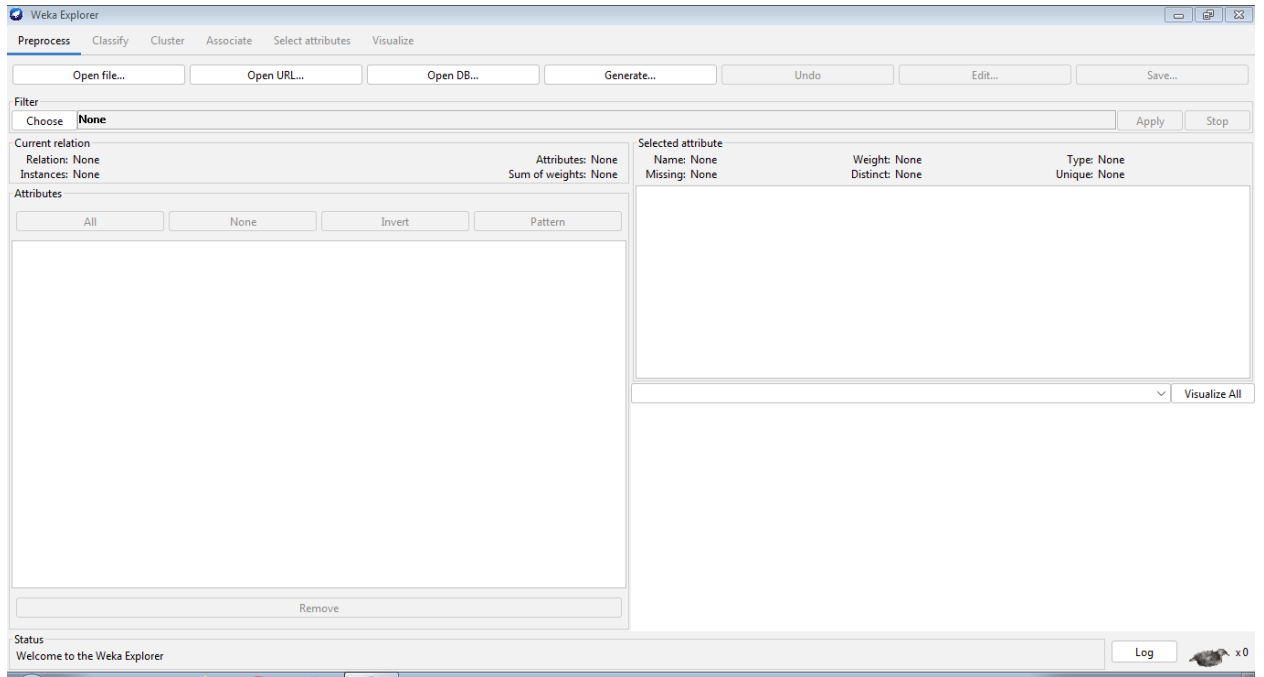 Weka Explorer
Preprocess Classify Cluster Associate Select attributes Visualize
Open file... Open URL... Open DB... Generate... Undo Edit... Save...
Filter
Choose None Apply Stop
Current relation
Relation: None Attributes: None
Instances: None Sum of weights: None
Selected attribute
Name: None Weight: None Type: None
Missing: None Distinct: None Unique: None
Attributes
All None Invert Pattern
Visualize All
Remove
Status
Welcome to the Weka Explorer
Log x 0